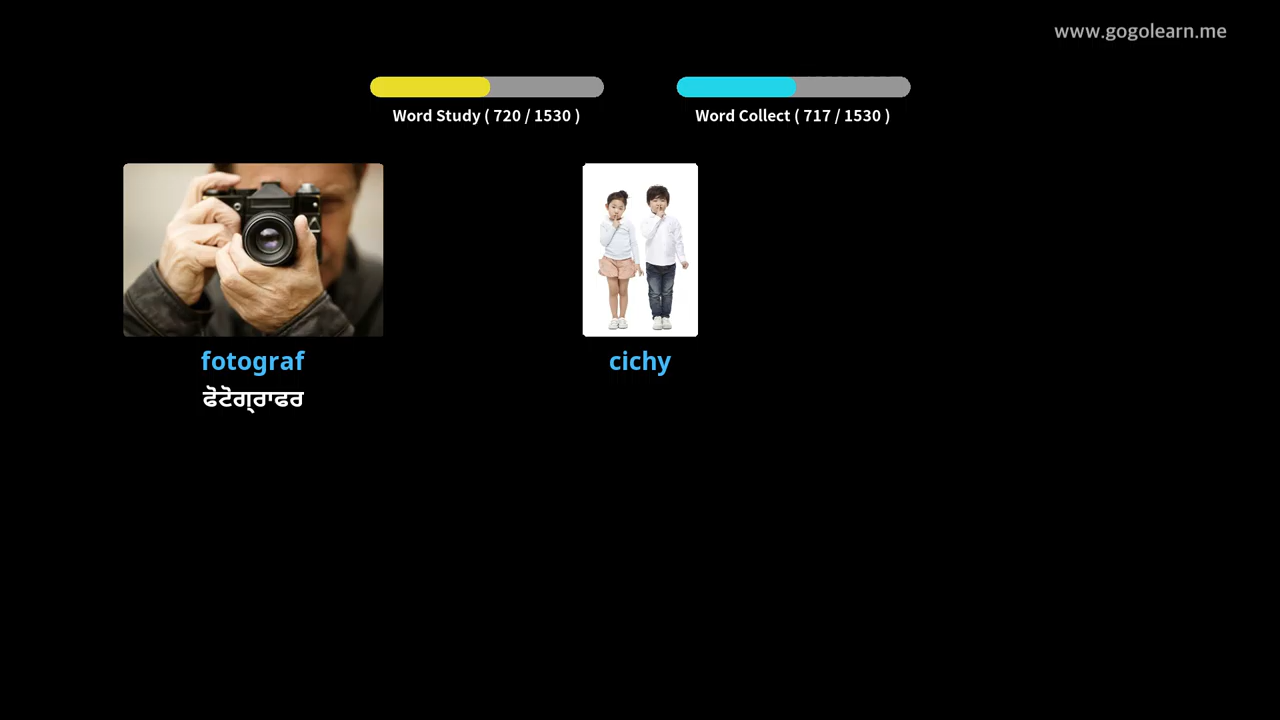 www.gogolearn.me
Word Study ( 720 / 1530 )
Word Collect ( 717 / 1530 )
fotograf
ਫੋਟੋਗ੍ਰਾਫਰ
cichy